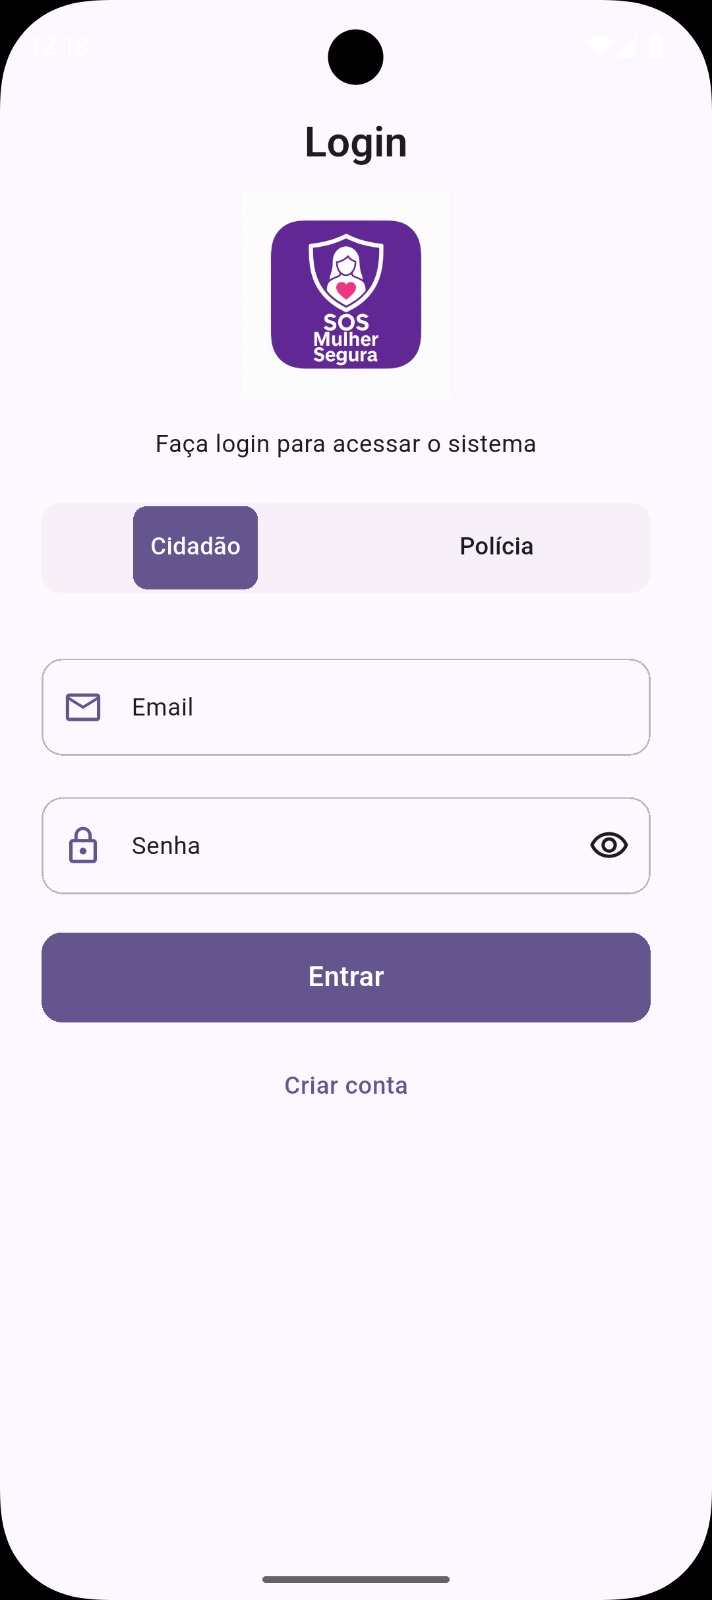 12:18
Login
SOS
Mulher
Segura
Faça login para acessar o sistema
Cidadão
Polícia
Email
Senha
Entrar
Criar conta